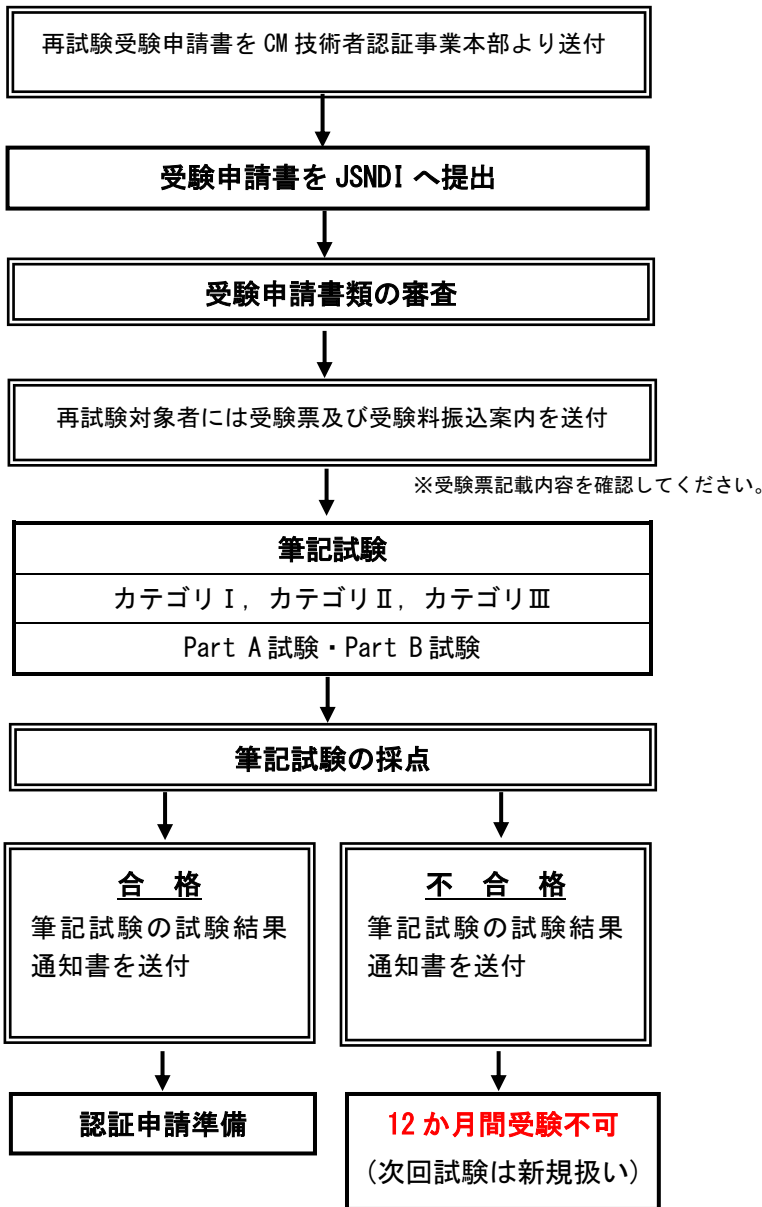 再試験受験申請書を CM 技術者認証事業本部より送付
受験申請書を JSNDI へ提出
受験申請書類の審査
再試験対象者には受験票及び受験料振込案内を送付
※受験票記載内容を確認してください。
筆記試験
カテゴリⅠ, カテゴリⅡ, カテゴリⅢ
Part A 試験・Part B 試験
筆記試験の採点
合 格
筆記試験の試験結果
通知書を送付
不 合 格
筆記試験の試験結果
通知書を送付
認証申請準備
12 か月間受験不可
（次回試験は新規扱い）